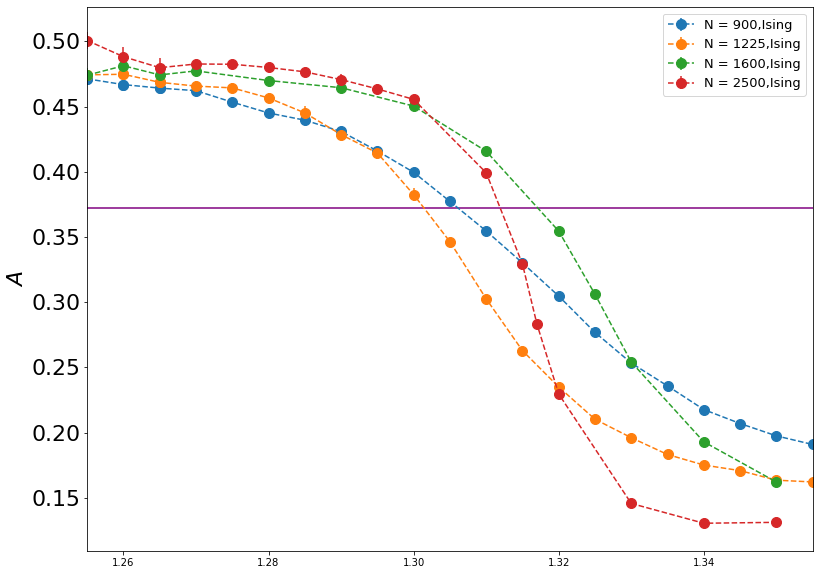 N = 900,Ising
N = 1225,Ising
N = 1600,Ising
N = 2500,Ising
0.50
0.45
0.40
0.35
0.30
0.25
0.20
0.15
A
1.26 1.28 1.30 1.32 1.34